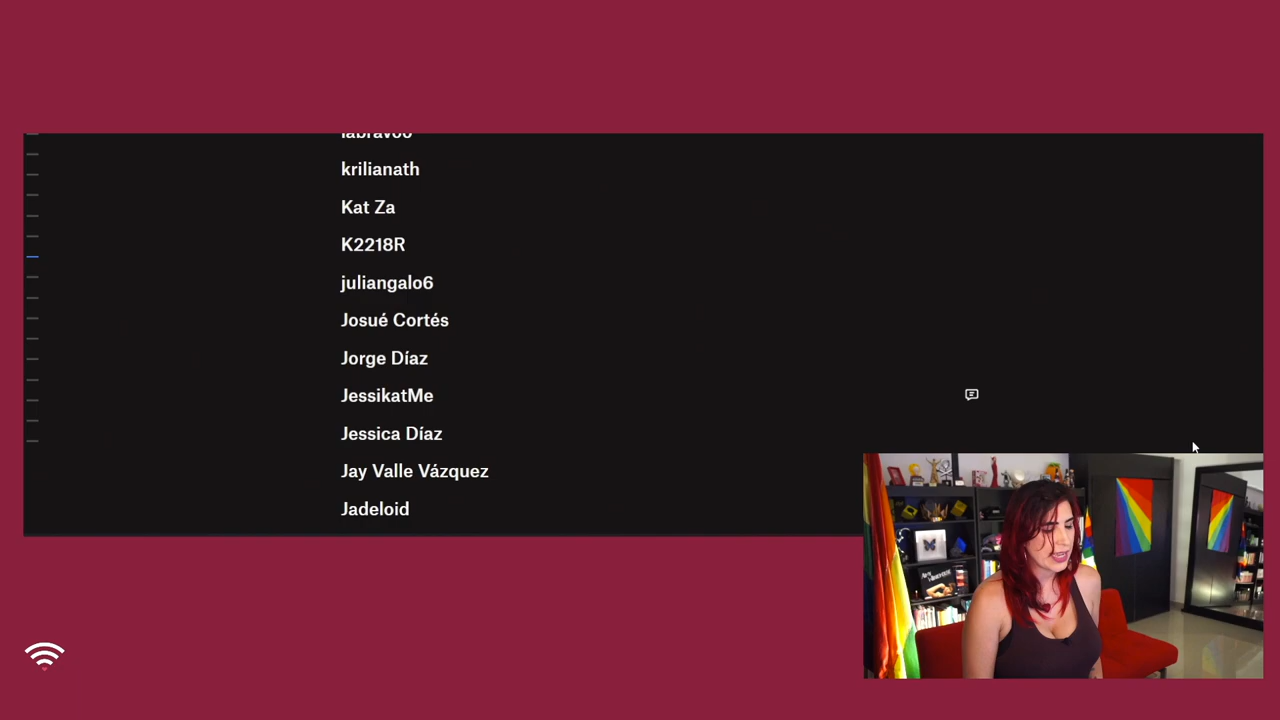 krilianath
Kat Za
K2218R
juliangalo6
Josué Cortés
Jorge Díaz
JessikatMe
Jessica Díaz
Jay Valle Vázquez
Jadeloid